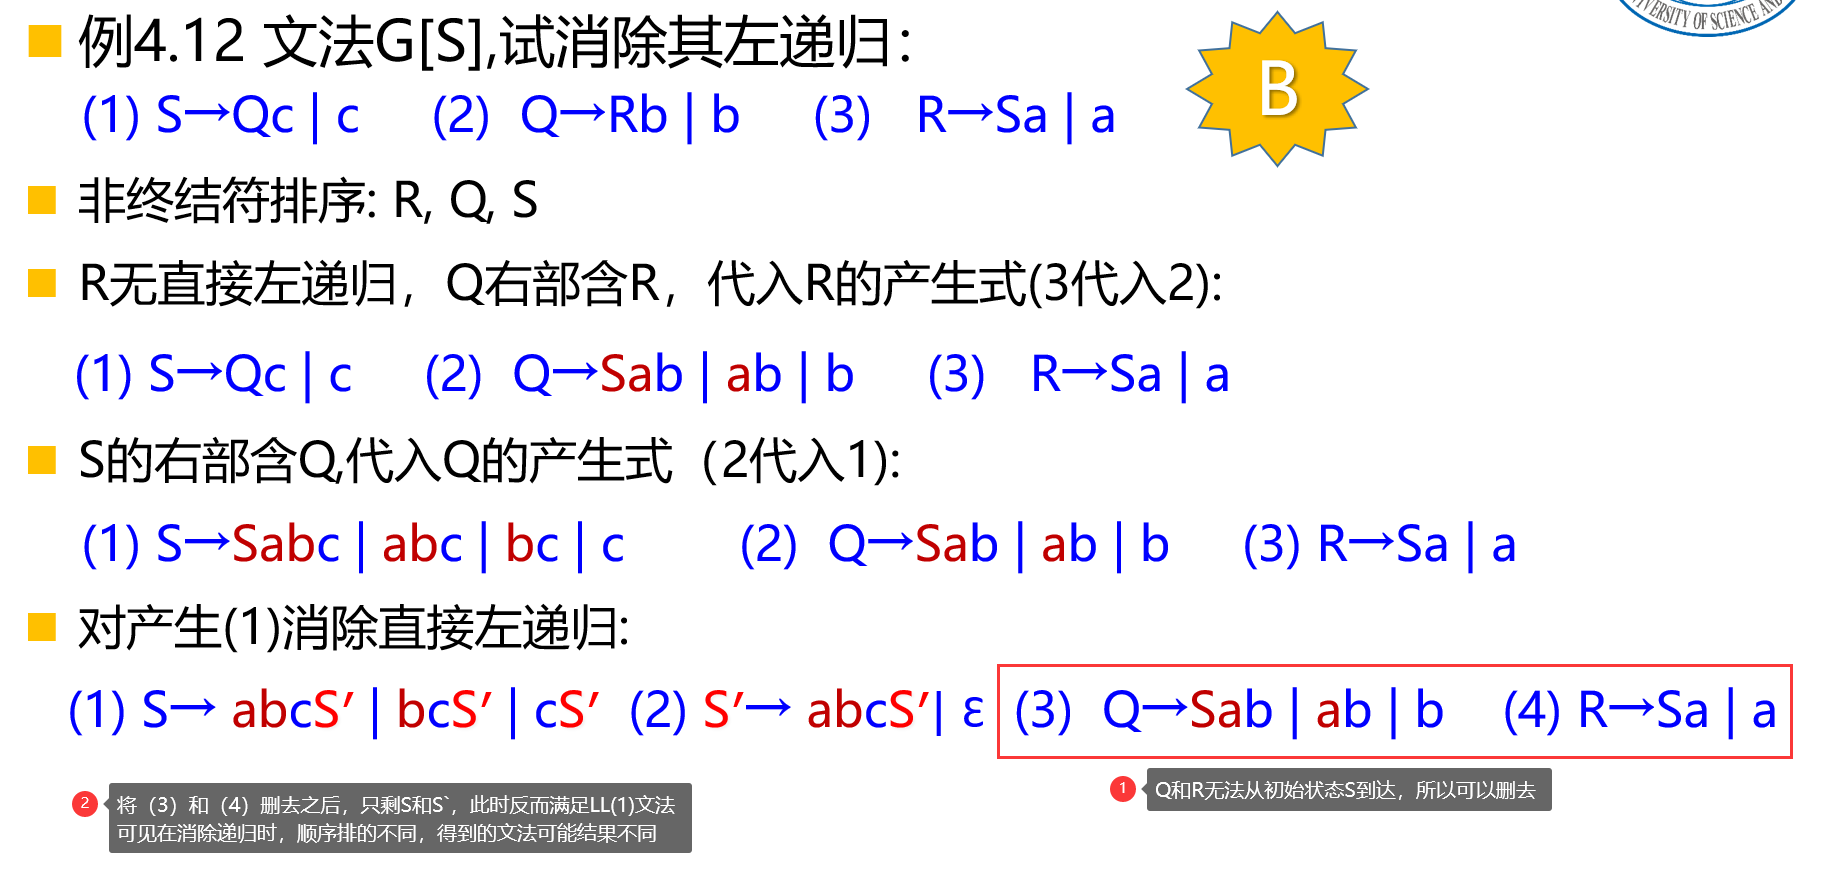 例4.12 文法G[S],试消除其左递归：
B
(1) S→Qc | c (2) Q→Rb | b (3) R→Sa | a
非终结符排序: R, Q, S
R无直接左递归，Q右部含R，代入R的产生式(3代入2):
(1) S→Qc | c (2) Q→Sab | ab | b (3) R→Sa | a
S的右部含Q,代入Q的产生式（2代入1):
(1) S→Sabc | abc | bc | c (2) Q→Sab | ab | b (3) R→Sa | a
对产生(1)消除直接左递归:
(1) S→ abcS′ | bcS′ | cS′ (2) S′→ abcS′| ε (3) Q→Sab | ab | b (4) R→Sa | a
1 Q和R无法从初始状态S到达，所以可以删去
2 将（3）和（4）删去之后，只剩S和S`，此时反而满足LL(1)文法
可见在消除递归时，顺序排的不同，得到的文法可能结果不同